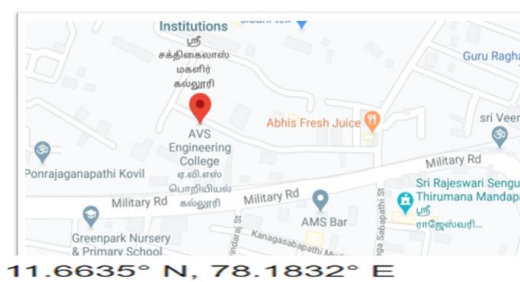 Institutions
ஸ்ரீ
சக்திகைலாஸ்
மகளிர்
கல்லூரி
Guru Ragha
Abhis Fresh Juice
sri Veer
AVS
Engineering
College
ஏ.வி.எஸ்
பொறியியல்
கல்லூரி
Ponrajaganapathi Kovil
Military Rd
Military Rd
Military Rd
Sri Rajeswari Sengu
Thirumana Mandapa
ஸ்ரீ
ராஜேஸ்வரி...
AMS Bar
Greenpark Nursery
& Primary School
Kanagasabapathi
Sabapathi St
11.6635° N, 78.1832° E